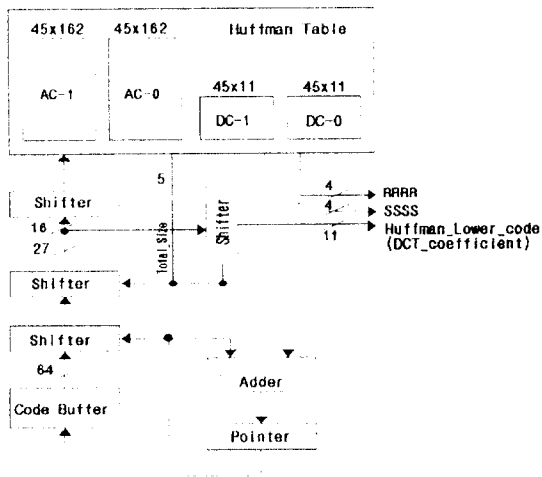 45x162 45x162 Huffman Table
AC-1 AC-0
45x11 45x11
DC-1 DC-0
5
4
RRRR
Shifter
4
SSSS
16
11
Huffman_Lower_code
(DCT_coefficient)
27
Total Size
Shifter
Shifter
Shifter
64
Adder
Code Buffer
Pointer